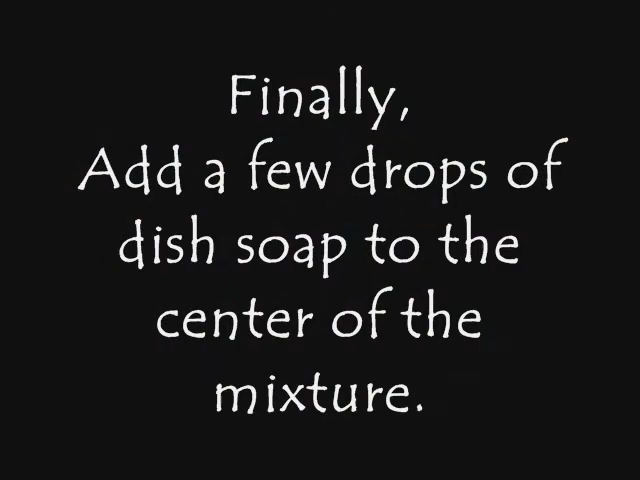 Finally,
Add a few drops of
dish soap to the
center of the
mixture.